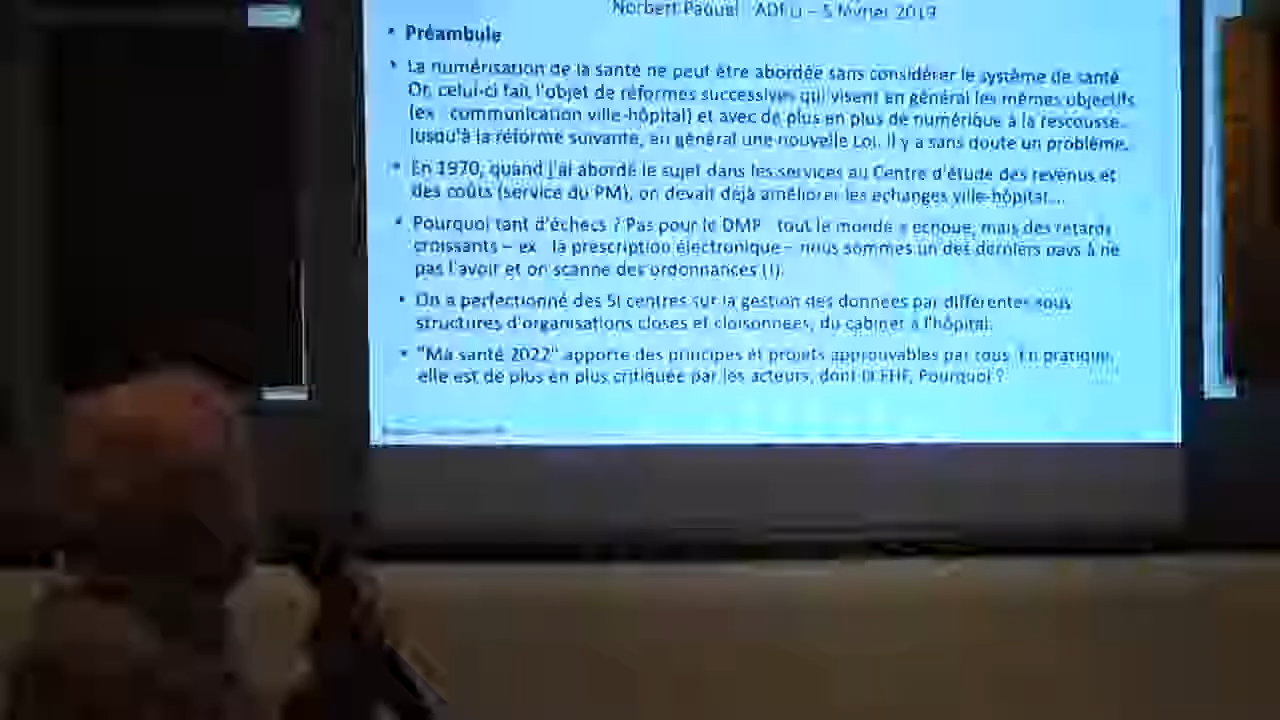 Norbert Paquel ADELI – 5 février 2019
• Préambule
• La numérisation de la santé ne peut être abordée sans considérer le système de santé
Or celui-ci fait l'objet de réformes successives qui visent en général les mêmes objectifs
(ex communication ville-hôpital) et avec de plus en plus de numérique à la rescousse.
Jusqu'à la réforme suivante, en général une nouvelle Loi. Il y a sans doute un problème.
• En 1970, quand j'ai abordé le sujet dans les services au Centre d'étude des revenus et
des coûts (service du PM), on devait déjà améliorer les échanges ville-hôpital...
• Pourquoi tant d'échecs ? Pas pour le DMP tout le monde a échoué, mais des retards
croissants – ex la prescription électronique – nous sommes un des derniers pays à ne
pas l'avoir et on scanne des ordonnances (!).
• On a perfectionné des SI centrés sur la gestion des données par différentes sous
structures d'organisations closes et cloisonnées, du cabinet à l'hôpital.
• "Ma santé 2022" apporte des principes et projets approuvables par tous. En pratique,
elle est de plus en plus critiquée par les acteurs, dont la FHF. Pourquoi ?